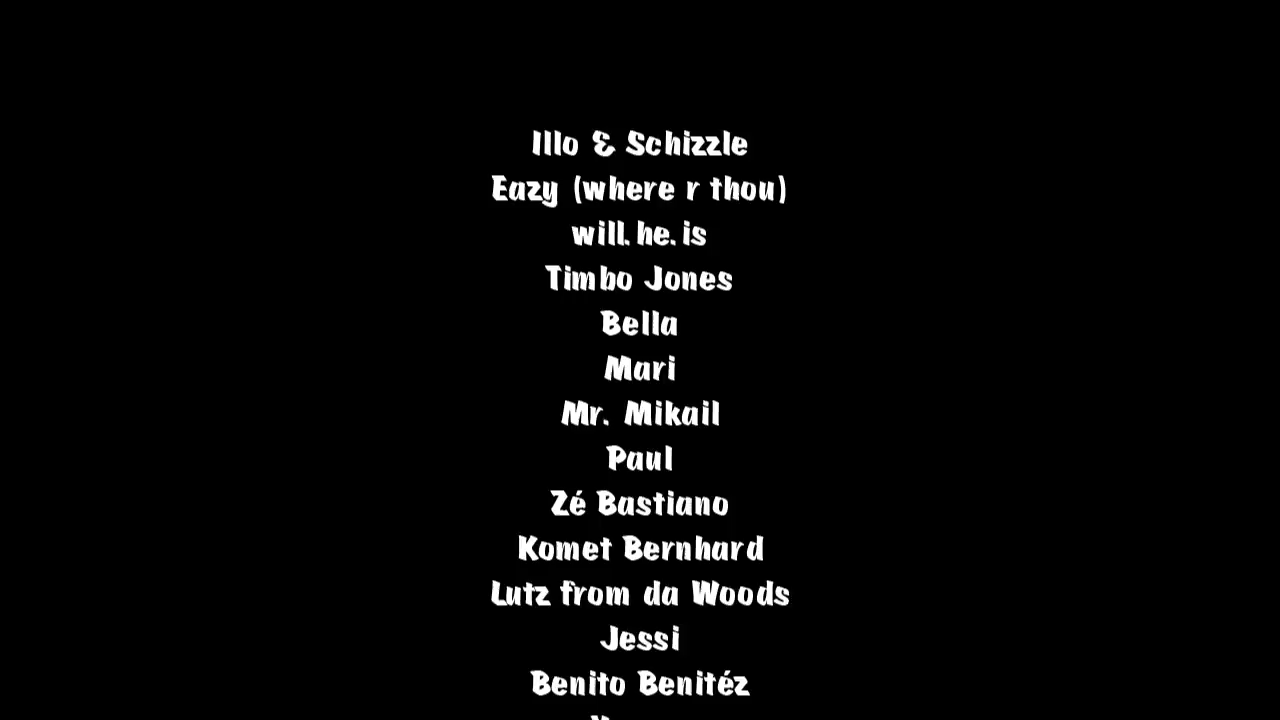 Illo & Schizzle
Eazy (where r thou)
will.he.is
Timbo Jones
Bella
Mari
Mr. Mikail
Paul
Zé Bastiano
Komet Bernhard
Lutz from da Woods
Jessi
Benito Benitéz